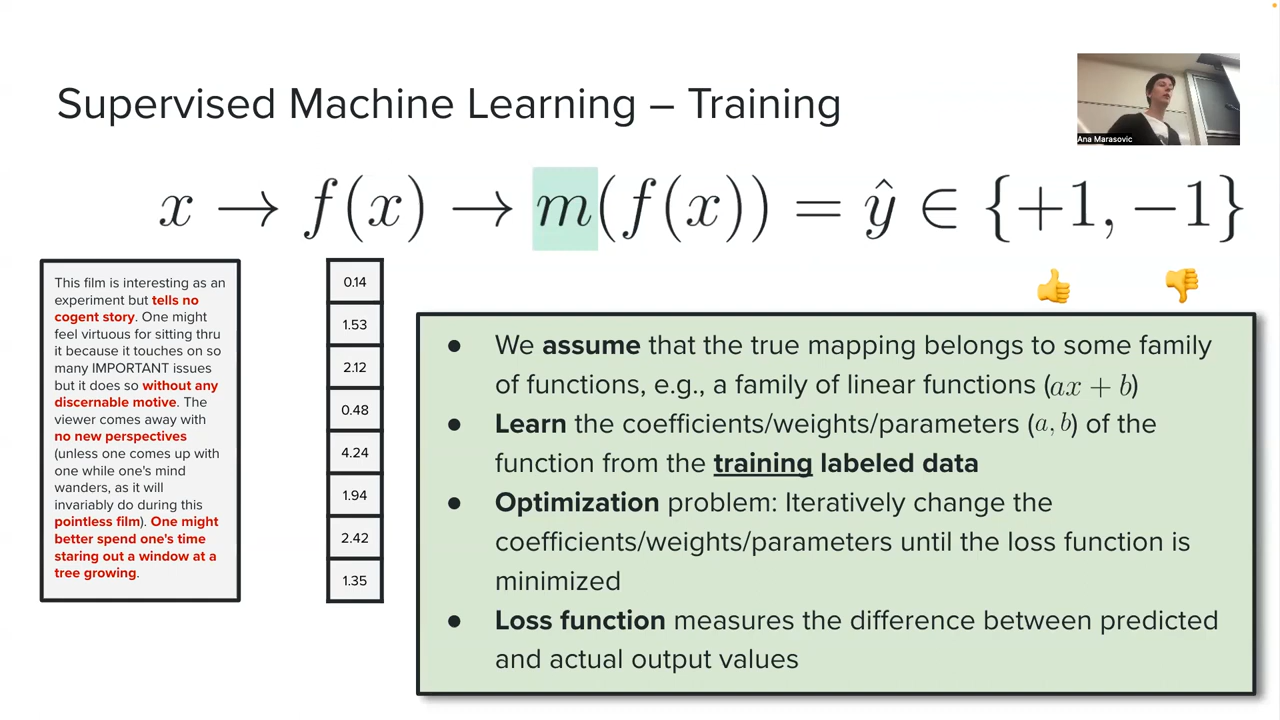 Supervised Machine Learning – Training
Ana Marasovic
x → f(x) → m(f(x)) = ŷ ∈ {+1, −1}
This film is interesting as an
experiment but tells no
cogent story. One might
feel virtuous for sitting thru
it because it touches on so
many IMPORTANT issues
but it does so without any
discernable motive. The
viewer comes away with
no new perspectives
(unless one comes up with
one while one's mind
wanders, as it will
invariably do during this
pointless film). One might
better spend one's time
staring out a window at a
tree growing.
0.14
1.53
2.12
0.48
4.24
1.94
2.42
1.35
● We assume that the true mapping belongs to some family
of functions, e.g., a family of linear functions (ax + b)
● Learn the coefficients/weights/parameters (a, b) of the
function from the training labeled data
● Optimization problem: Iteratively change the
coefficients/weights/parameters until the loss function is
minimized
● Loss function measures the difference between predicted
and actual output values